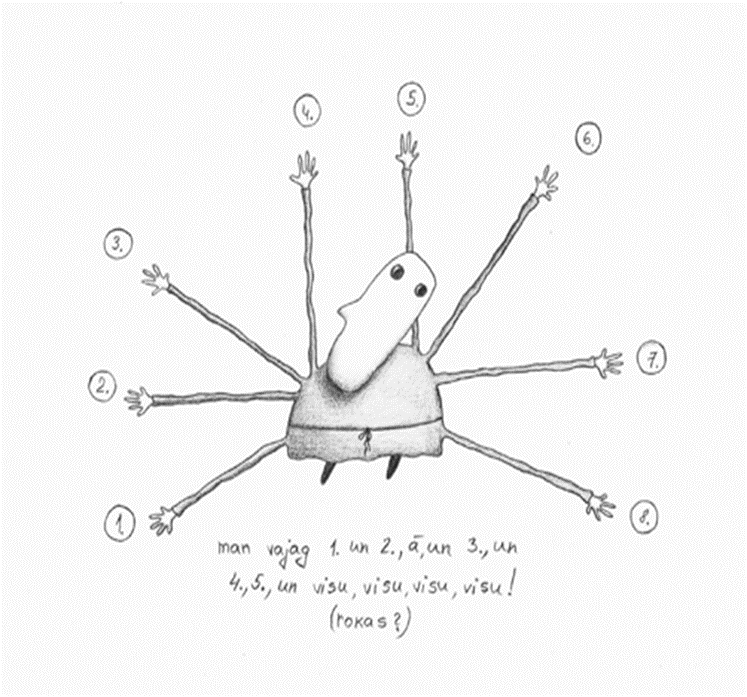 4.
5.
6.
3.
7.
2.
1.
8.
man vajag 1. un 2., ā, un 3., un
4., 5., un visu, visu, visu, visu!
(rokas?)